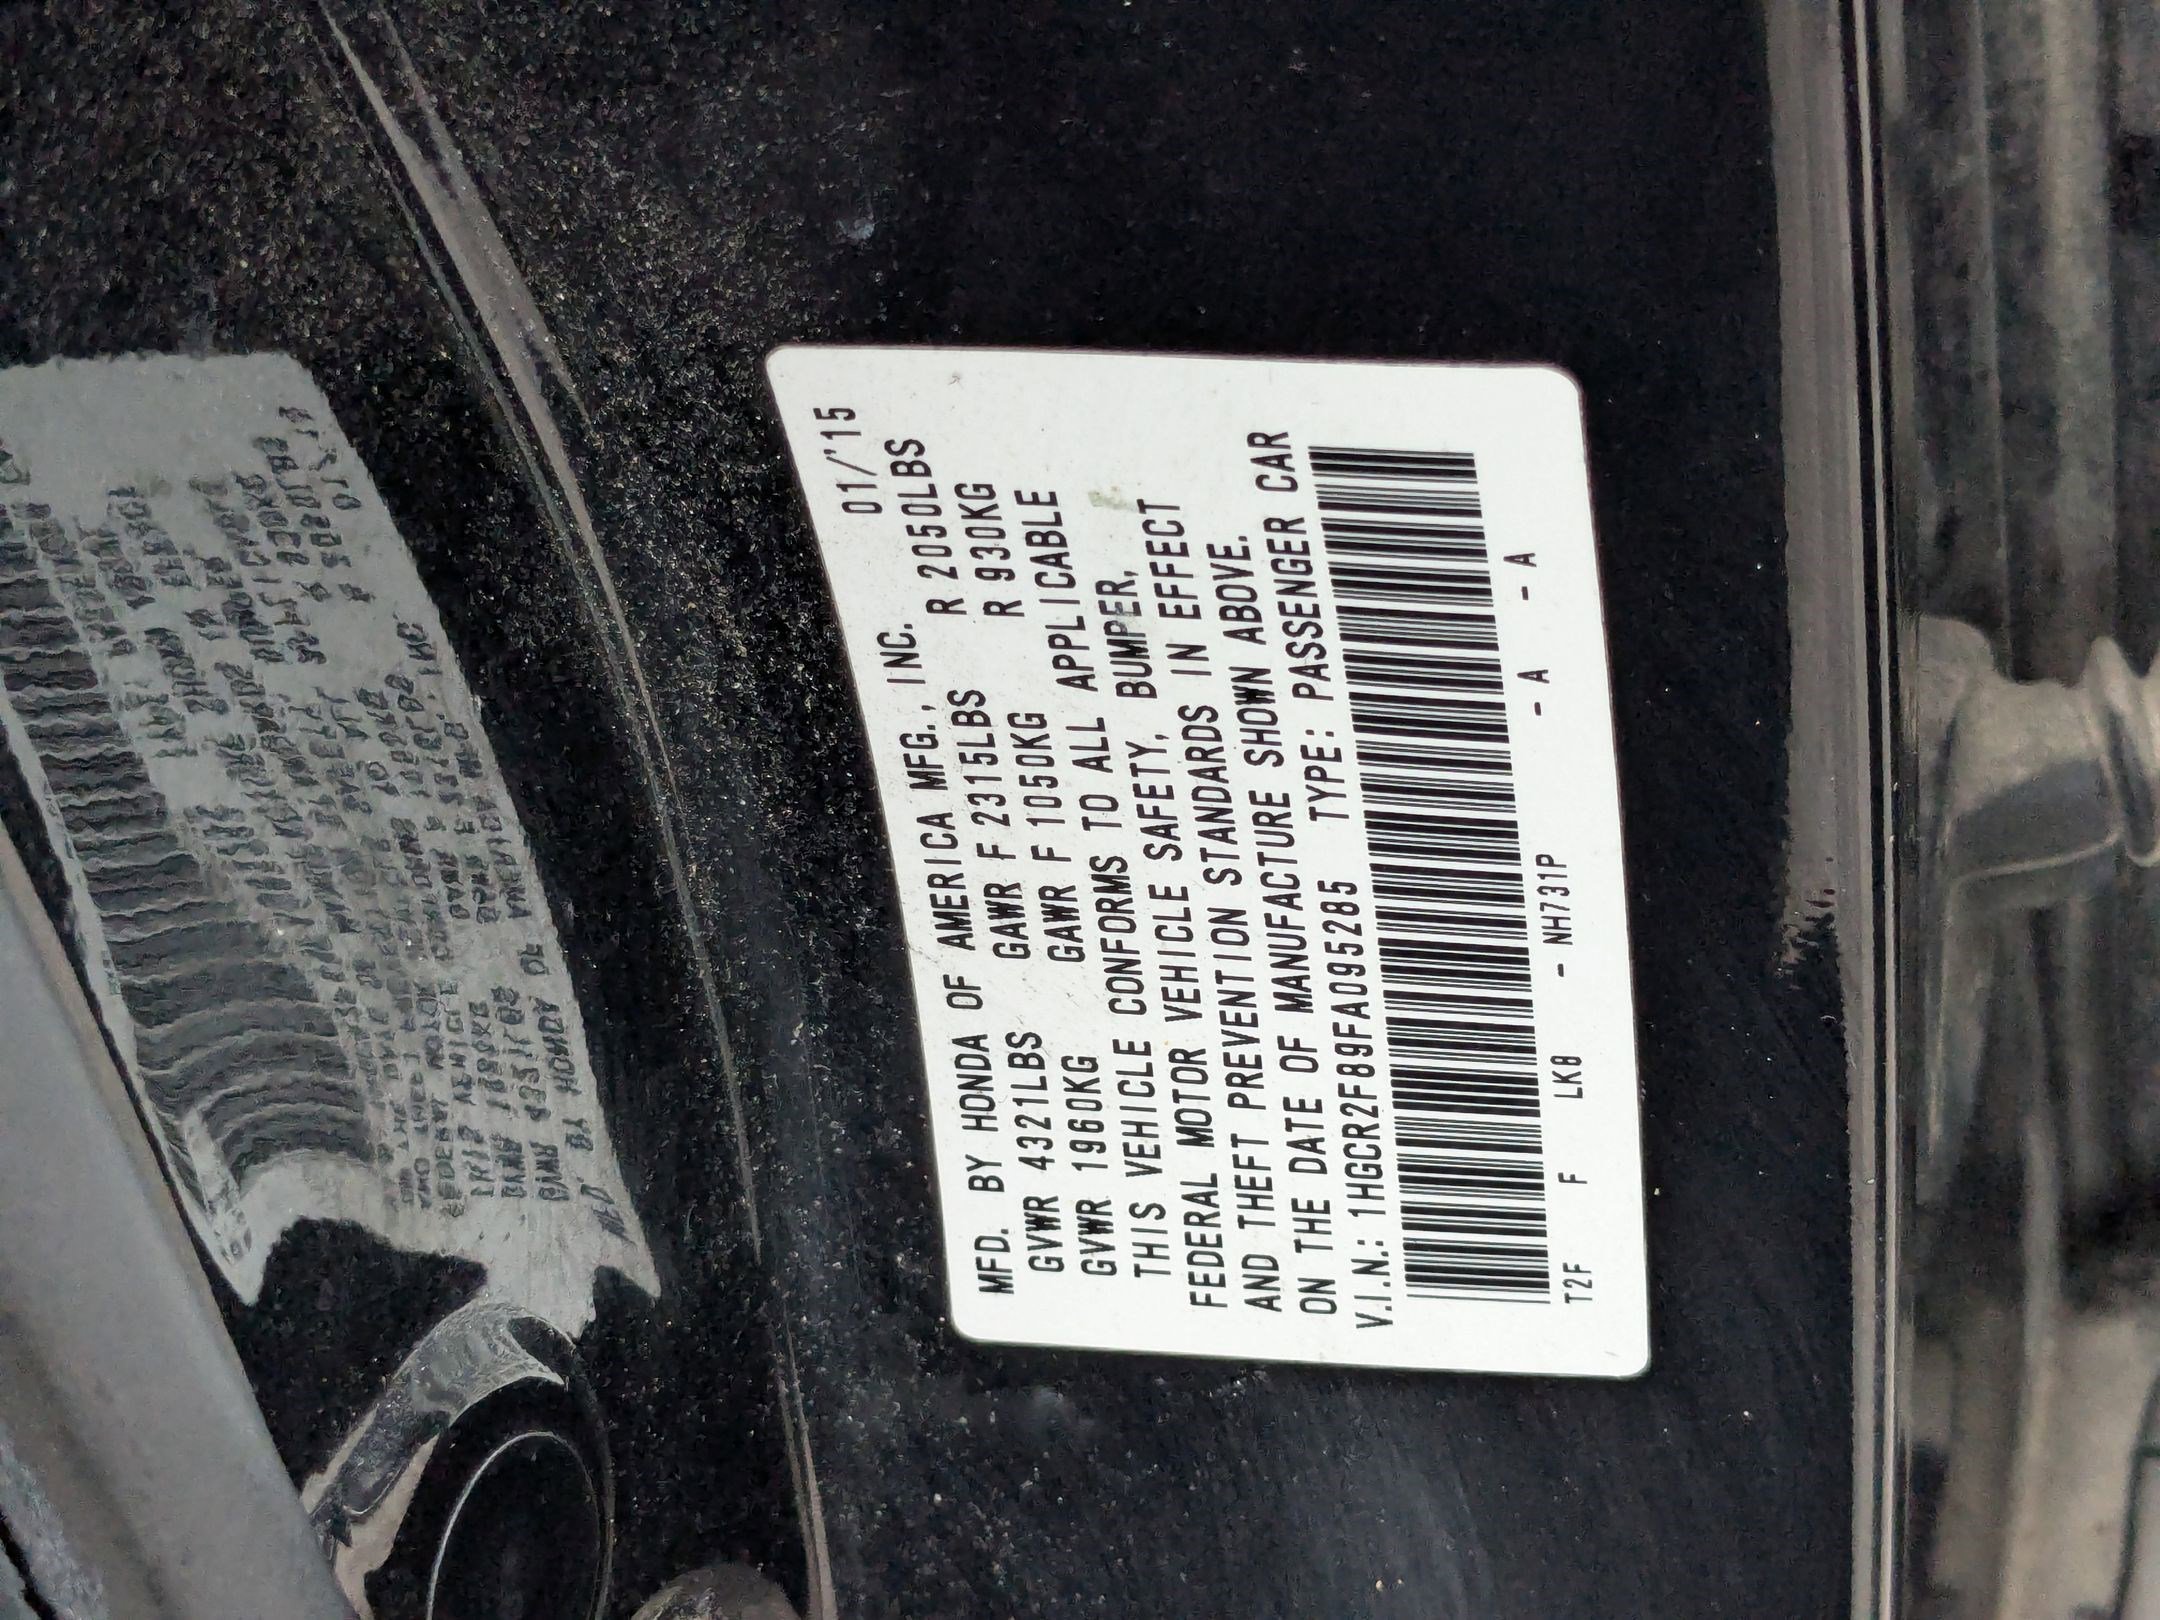 MFD. BY HONDA OF AMERICA MFG., INC. 01/'15
GVWR 4321LBS GAWR F 2315LBS R 2050LBS
GVWR 1960KG GAWR F 1050KG R 930KG
THIS VEHICLE CONFORMS TO ALL APPLICABLE
FEDERAL MOTOR VEHICLE SAFETY, BUMPER,
AND THEFT PREVENTION STANDARDS IN EFFECT
ON THE DATE OF MANUFACTURE SHOWN ABOVE.
V.I.N.: 1HGCR2F89FA095285 TYPE: PASSENGER CAR
T2F F LK8 - NH731P - A - A